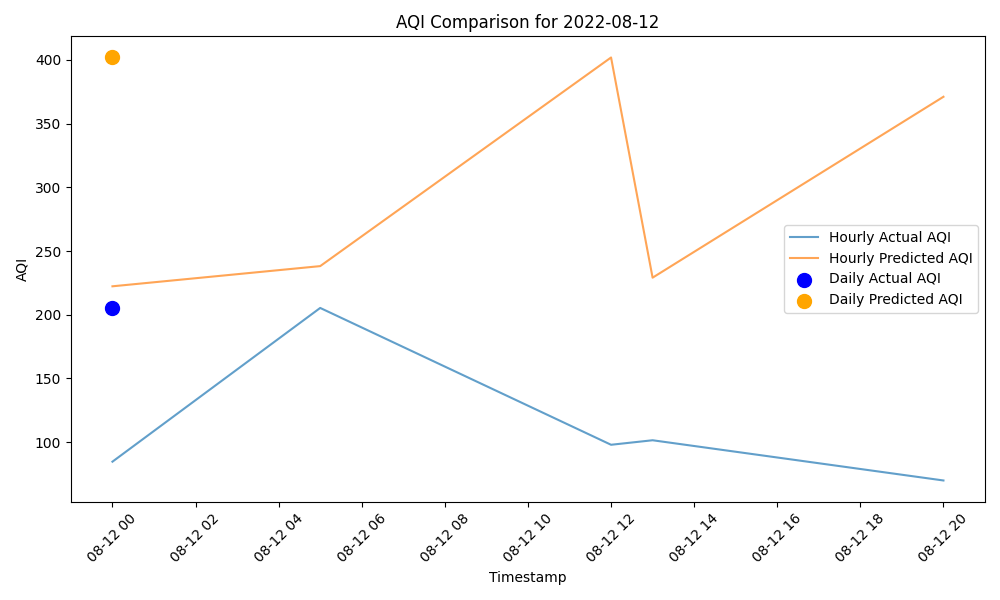 AQI Comparison for 2022-08-12
AQI
400
350
300
250
200
150
100
Hourly Actual AQI
Hourly Predicted AQI
Daily Actual AQI
Daily Predicted AQI
08-12 00
08-12 02
08-12 04
08-12 06
08-12 08
08-12 10
08-12 12
08-12 14
08-12 16
08-12 18
08-12 20
Timestamp